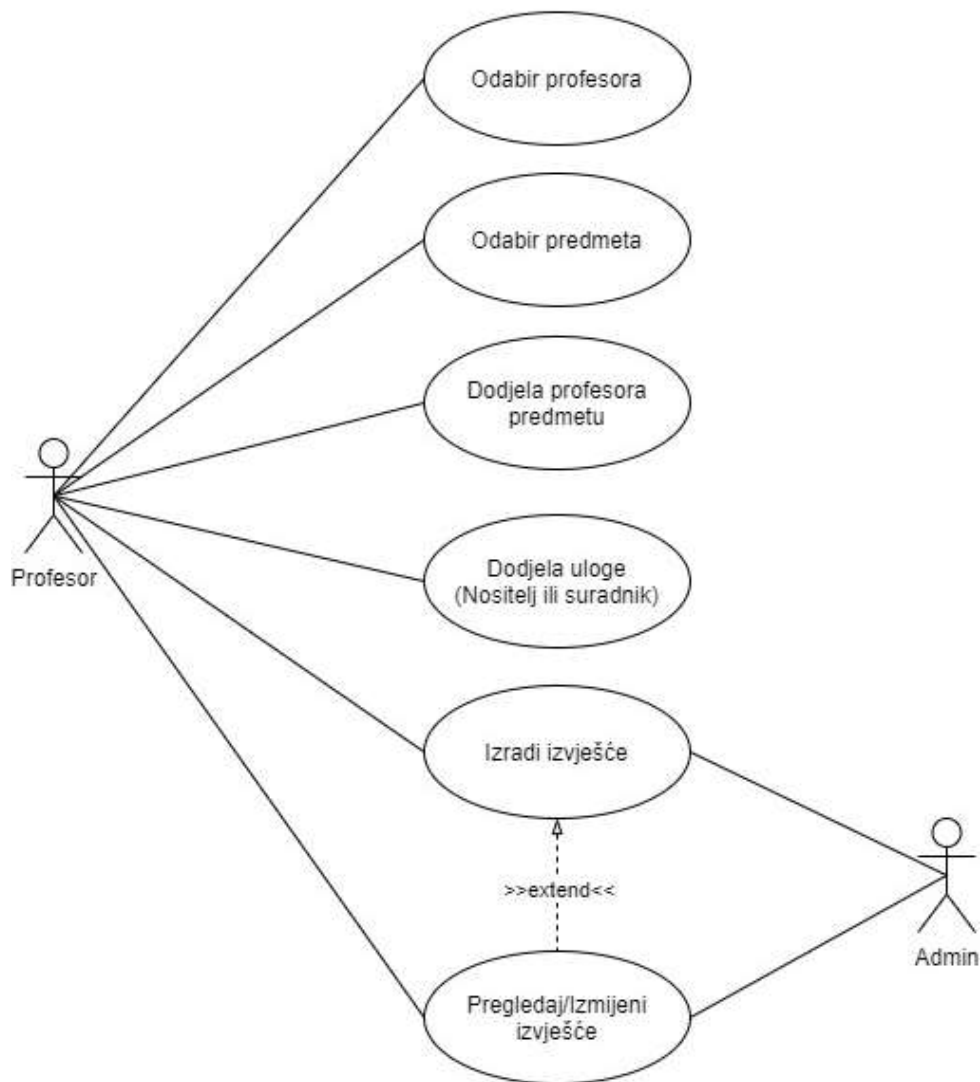 Odabir profesora
Odabir predmeta
Dodjela profesora
predmetu
Profesor
Dodjela uloge
(Nositelj ili suradnik)
Izradi izvješće
>>extend<<
Admin
Pregledaj/Izmijeni
izvješće